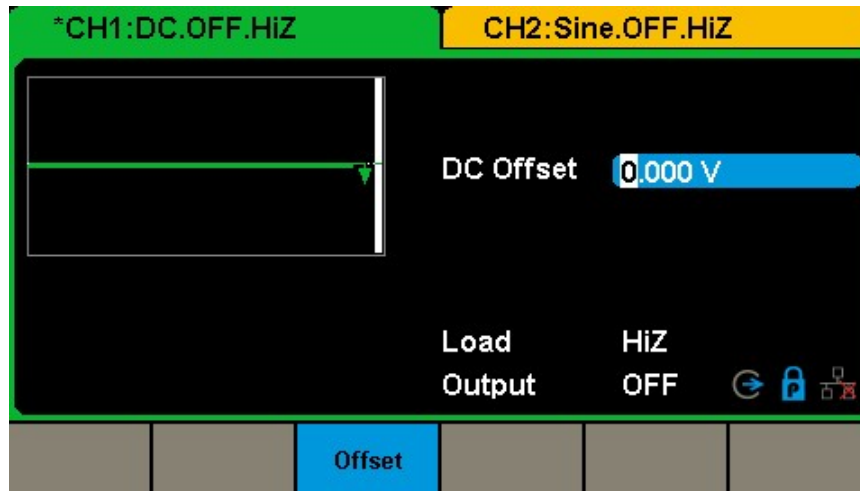 *CH1:DC.OFF.HiZ CH2:Sine.OFF.HiZ
DC Offset 0.000 V
Load HiZ
Output OFF
Offset